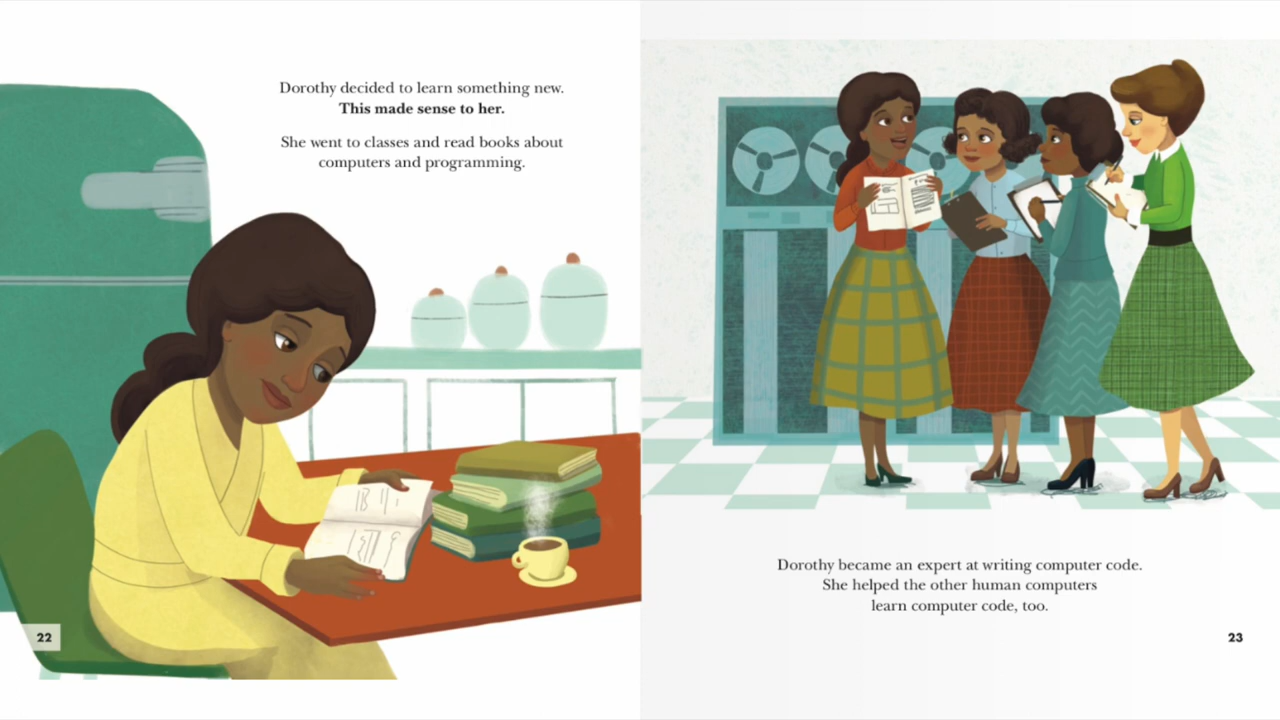 Dorothy decided to learn something new.
This made sense to her.
She went to classes and read books about
computers and programming.
22
Dorothy became an expert at writing computer code.
She helped the other human computers
learn computer code, too.
23